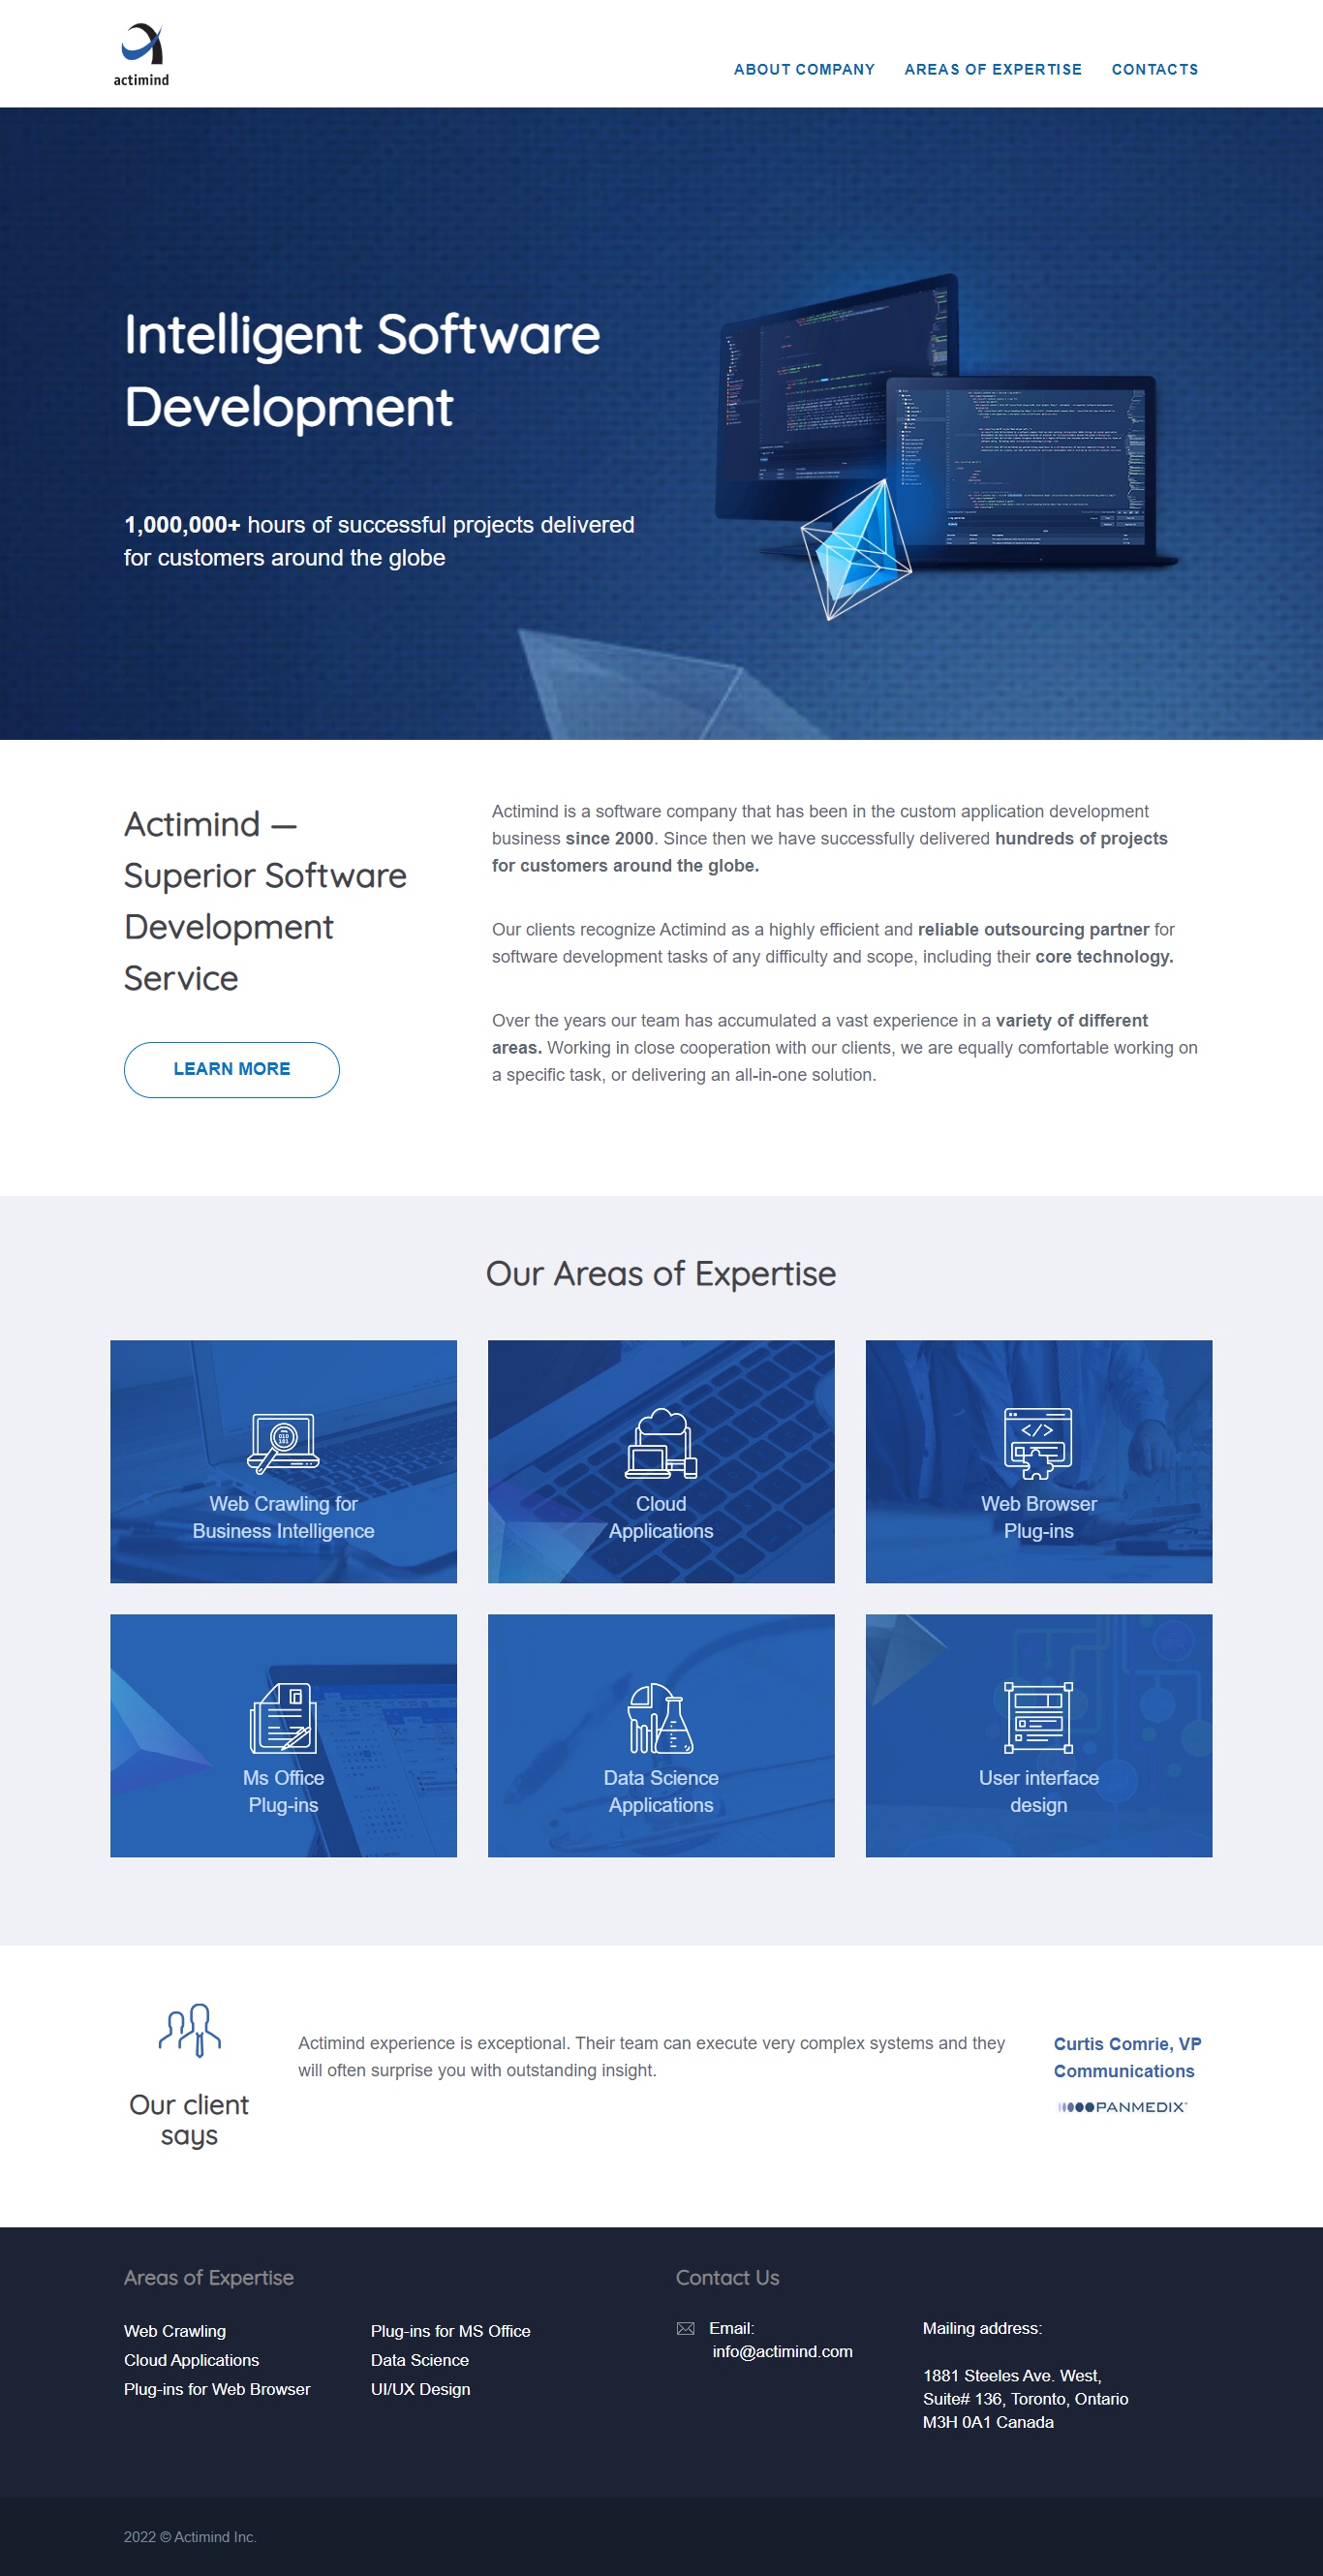 actimind
ABOUT COMPANY
AREAS OF EXPERTISE
CONTACTS
Intelligent Software
Development
1,000,000+ hours of successful projects delivered
for customers around the globe
Actimind —
Superior Software
Development
Service
LEARN MORE
Actimind is a software company that has been in the custom application development
business since 2000. Since then we have successfully delivered hundreds of projects
for customers around the globe.
Our clients recognize Actimind as a highly efficient and reliable outsourcing partner for
software development tasks of any difficulty and scope, including their core technology.
Over the years our team has accumulated a vast experience in a variety of different
areas. Working in close cooperation with our clients, we are equally comfortable working on
a specific task, or delivering an all-in-one solution.
Our Areas of Expertise
Web Crawling for
Business Intelligence
Cloud
Applications
Web Browser
Plug-ins
Ms Office
Plug-ins
Data Science
Applications
User interface
design
Our client
says
Actimind experience is exceptional. Their team can execute very complex systems and they
will often surprise you with outstanding insight.
Curtis Comrie, VP
Communications
PANMEDIX
Areas of Expertise
Web Crawling
Cloud Applications
Plug-ins for Web Browser
Plug-ins for MS Office
Data Science
UI/UX Design
Contact Us
Email:
info@actimind.com
Mailing address:
1881 Steeles Ave. West,
Suite# 136, Toronto, Ontario
M3H 0A1 Canada
2022 © Actimind Inc.